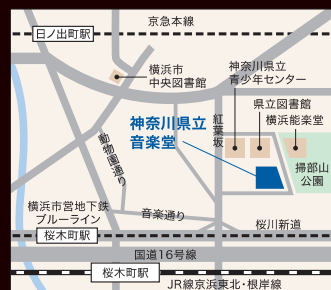 京急本線
日ノ出町駅
横浜市
中央図書館
神奈川県立
青少年センター
県立図書館
横浜能楽堂
紅葉坂
神奈川県立
音楽堂
動物園通り
掃部山
公園
横浜市営地下鉄
ブルーライン
音楽通り
桜川新道
桜木町駅
国道16号線
桜木町駅
JR線京浜東北・根岸線